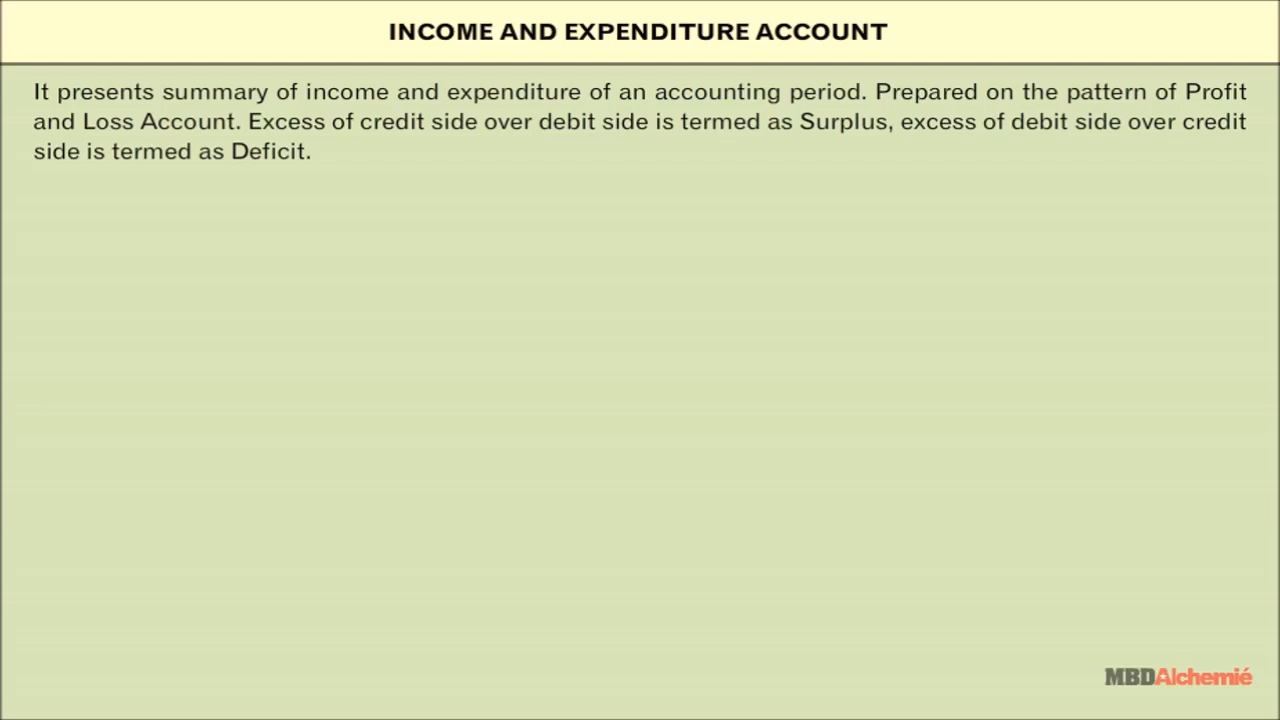 INCOME AND EXPENDITURE ACCOUNT
It presents summary of income and expenditure of an accounting period. Prepared on the pattern of Profit
and Loss Account. Excess of credit side over debit side is termed as Surplus, excess of debit side over credit
side is termed as Deficit.
MBDAlchemié